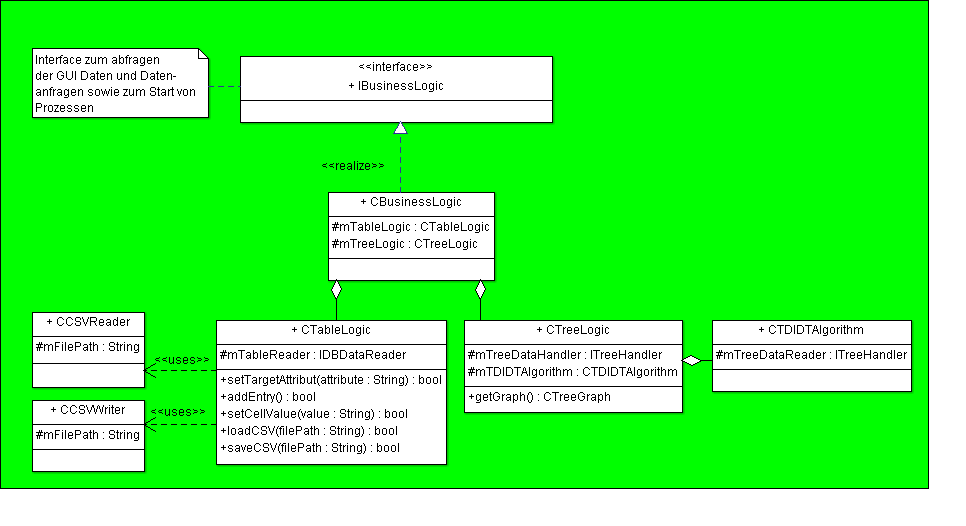 Interface zum abfragen
der GUI Daten und Daten-
anfragen sowie zum Start von
Prozessen
<<interface>>
+ IBusinessLogic
<<realize>>
+ CBusinessLogic
#mTableLogic : CTableLogic
#mTreeLogic : CTreeLogic
+ CCSVReader
#mFilePath : String
<<uses>>
+ CCSVWriter
#mFilePath : String
<<uses>>
+ CTableLogic
#mTableReader : IDBDataReader
+setTargetAttribut(attribute : String) : bool
+addEntry() : bool
+setCellValue(value : String) : bool
+loadCSV(filePath : String) : bool
+saveCSV(filePath : String) : bool
+ CTreeLogic
#mTreeDataHandler : ITreeHandler
#mTDIDTAlgorithm : CTDIDTAlgorithm
+getGraph() : CTreeGraph
+ CTDIDTAlgorithm
#mTreeDataReader : ITreeHandler